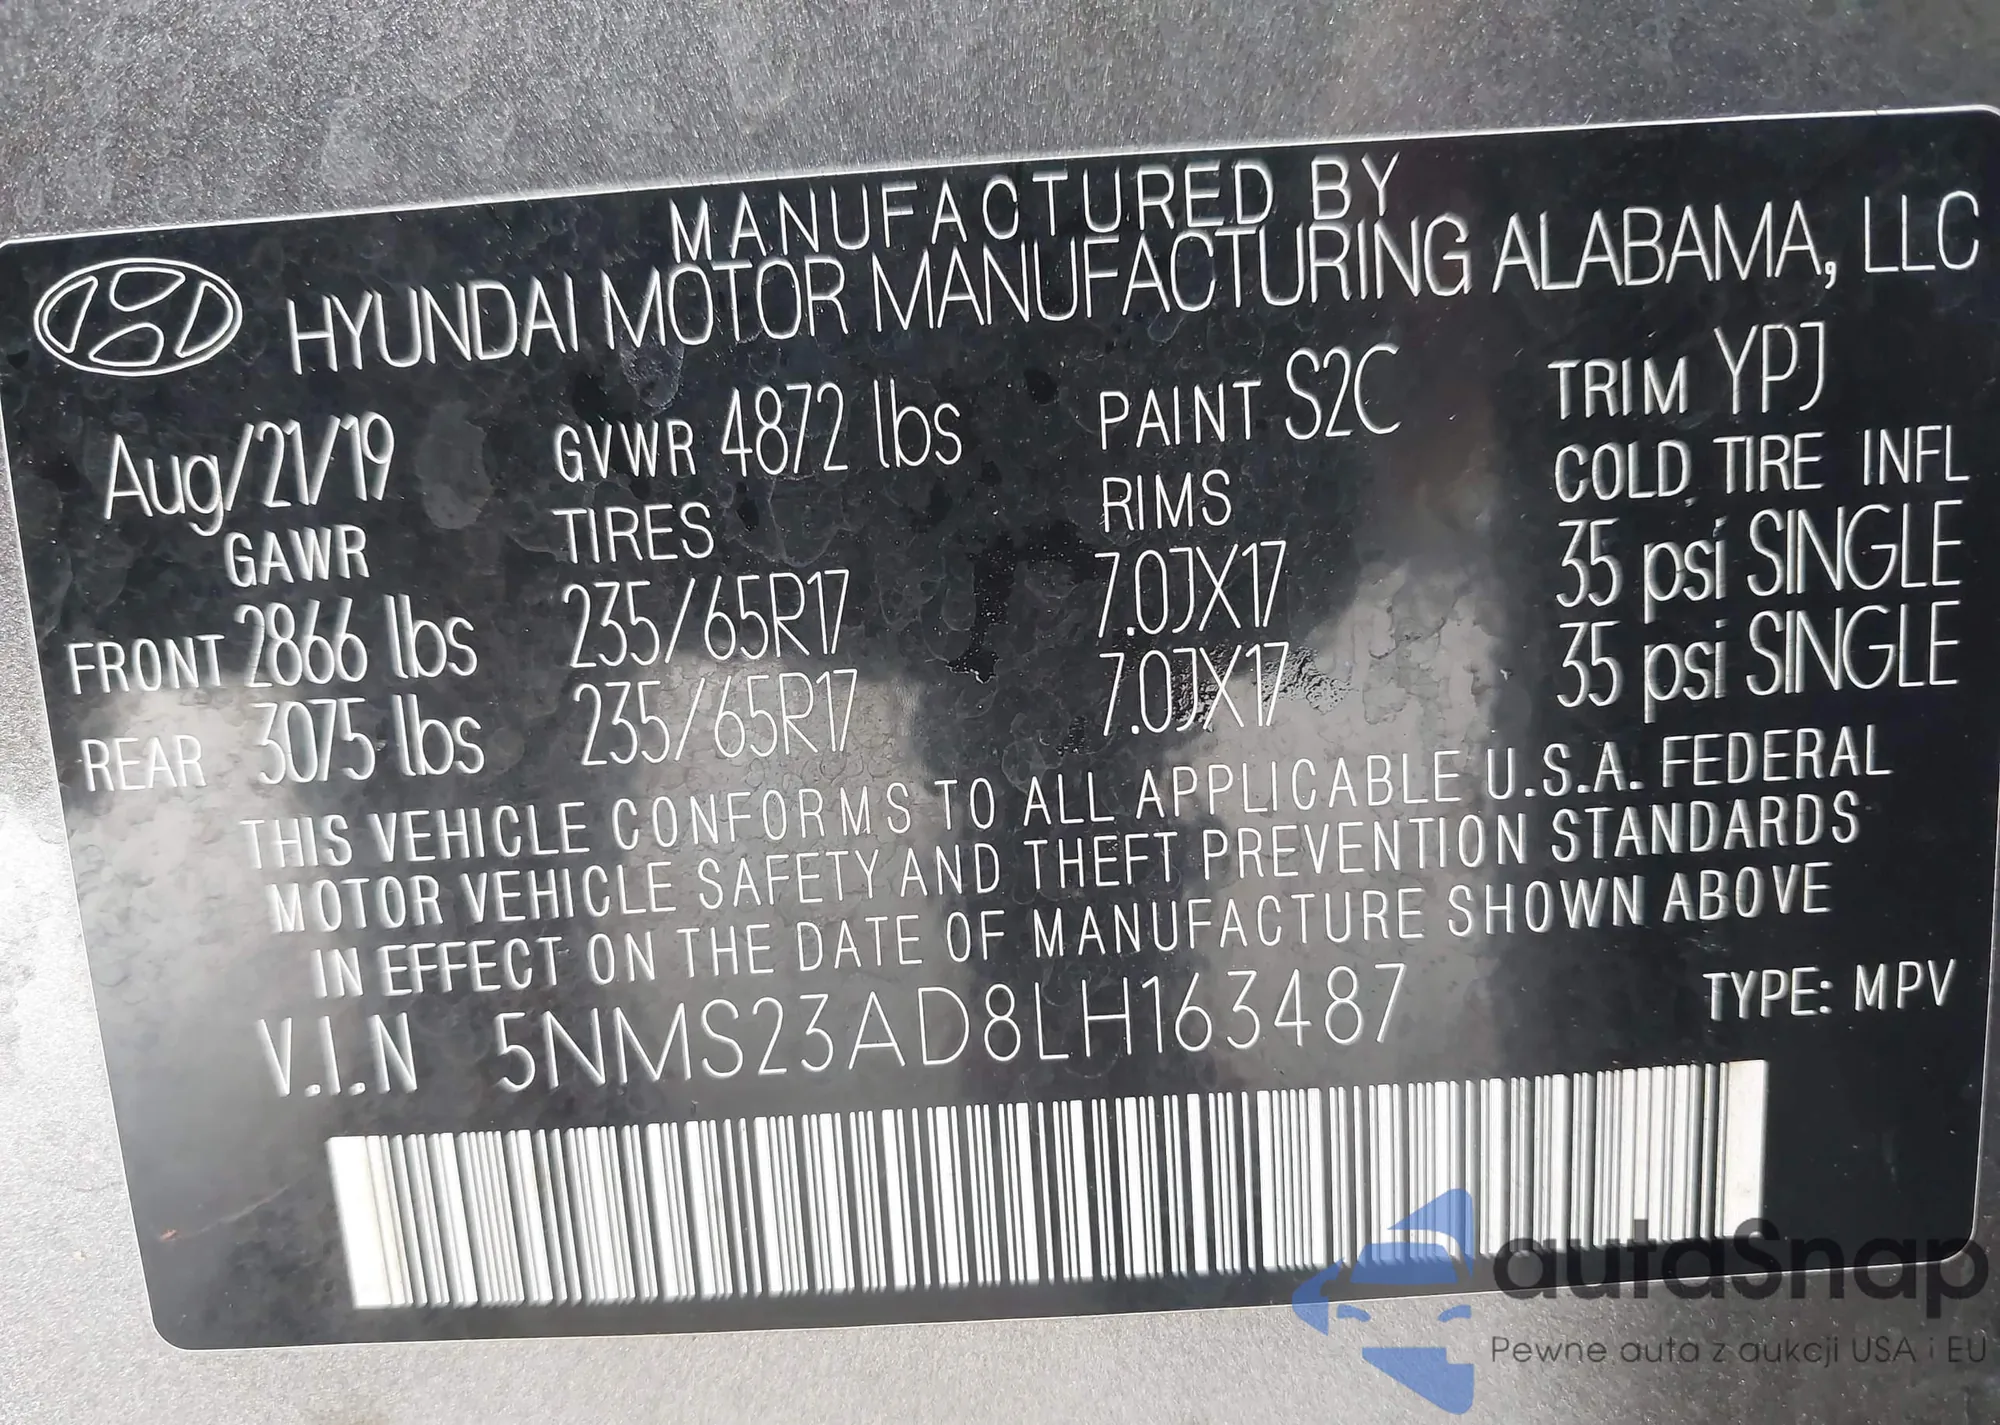 MANUFACTURED BY
HYUNDAI MOTOR MANUFACTURING ALABAMA, LLC
Aug/21/19 GVWR 4872 lbs PAINT S2C TRIM YPJ
GAWR TIRES RIMS COLD TIRE INFL
FRONT 2866 lbs 235/65R17 7.0JX17 35 psi SINGLE
REAR 3075 lbs 235/65R17 7.0JX17 35 psi SINGLE
THIS VEHICLE CONFORMS TO ALL APPLICABLE U.S.A. FEDERAL
MOTOR VEHICLE SAFETY AND THEFT PREVENTION STANDARDS
IN EFFECT ON THE DATE OF MANUFACTURE SHOWN ABOVE
V.I.N 5NMS23AD8LH163487 TYPE: MPV
autaSnap
Pewne auta z aukcji USA i EU